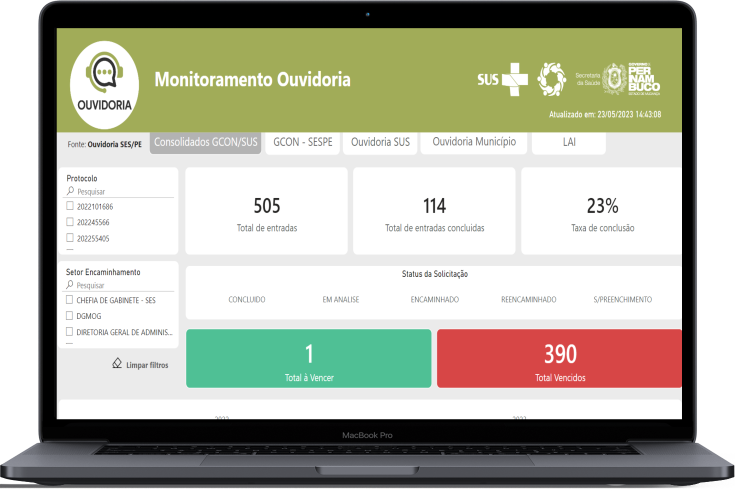 OUVIDORIA
Monitoramento Ouvidoria
SUS
Secretaria
da Saúde
GOVERNO DE
PER
NAM
BUCO
Atualizado em: 23/05/2023 14:43:08
Fonte: Ouvidoria SES/PE
Consolidados GCON/SUS
GCON - SESPE
Ouvidoria SUS
Ouvidoria Município
LAI
Protocolo
Pesquisar
2022101686
202245566
202255405
505
Total de entradas
114
Total de entradas concluidas
23%
Taxa de conclusão
Setor Encaminhamento
Pesquisar
CHEFIA DE GABINETE - SES
DGMOG
DIRETORIA GERAL DE ADMINIS...
Limpar filtros
Status da Solicitação
CONCLUIDO
EM ANALISE
ENCAMINHADO
REENCAMINHADO
S/PREENCHIMENTO
1
Total à Vencer
390
Total Vencidos
MacBook Pro